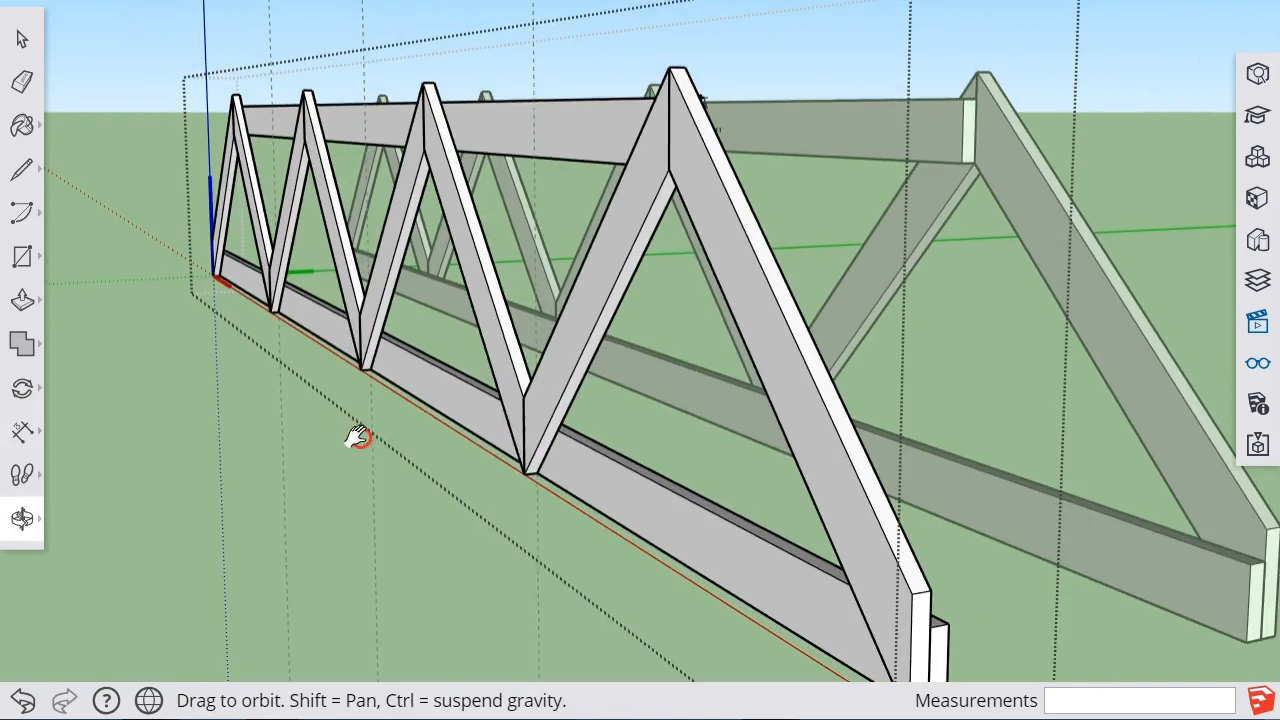 Drag to orbit. Shift = Pan, Ctrl = suspend gravity.
Measurements